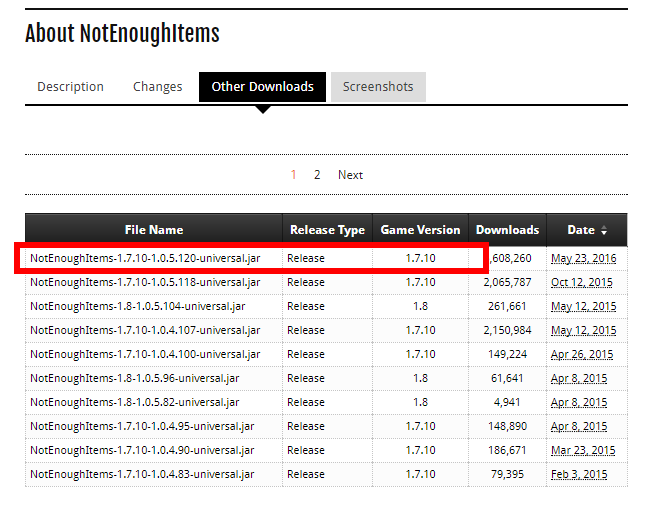 About NotEnoughItems
Description Changes Other Downloads Screenshots
1 2 Next
File Name Release Type Game Version Downloads Date
NotEnoughItems-1.7.10-1.0.5.120-universal.jar Release 1.7.10 ,608,260 May 23, 2016
NotEnoughItems-1.7.10-1.0.5.118-universal.jar Release 1.7.10 2,065,787 Oct 12, 2015
NotEnoughItems-1.8-1.0.5.104-universal.jar Release 1.8 261,661 May 12, 2015
NotEnoughItems-1.7.10-1.0.4.107-universal.jar Release 1.7.10 2,150,984 May 12, 2015
NotEnoughItems-1.7.10-1.0.4.100-universal.jar Release 1.7.10 149,224 Apr 26, 2015
NotEnoughItems-1.8-1.0.5.96-universal.jar Release 1.8 61,641 Apr 8, 2015
NotEnoughItems-1.8-1.0.5.82-universal.jar Release 1.8 4,941 Apr 8, 2015
NotEnoughItems-1.7.10-1.0.4.95-universal.jar Release 1.7.10 148,890 Apr 8, 2015
NotEnoughItems-1.7.10-1.0.4.90-universal.jar Release 1.7.10 186,671 Mar 23, 2015
NotEnoughItems-1.7.10-1.0.4.83-universal.jar Release 1.7.10 79,395 Feb 3, 2015